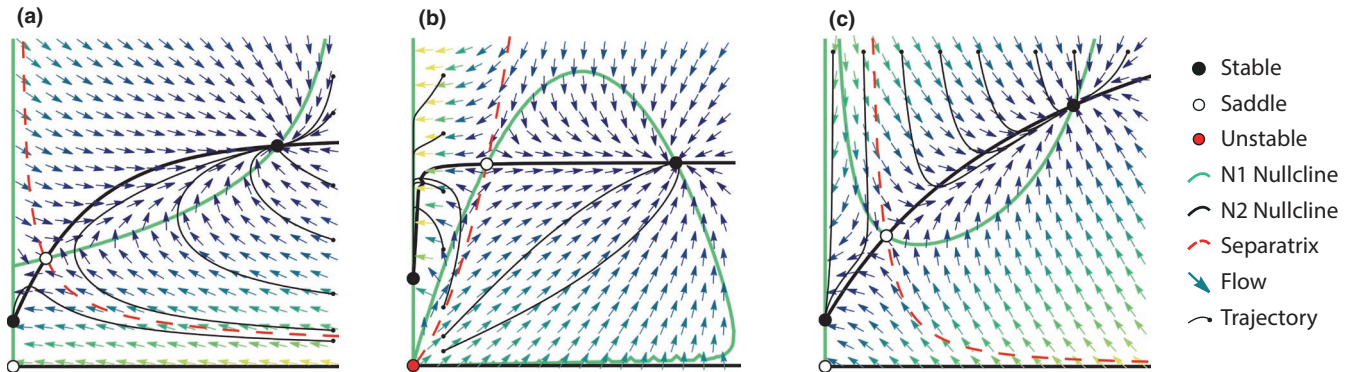 (a)
(b)
(c)
Stable
Saddle
Unstable
N1 Nullcline
N2 Nullcline
Separatrix
Flow
Trajectory